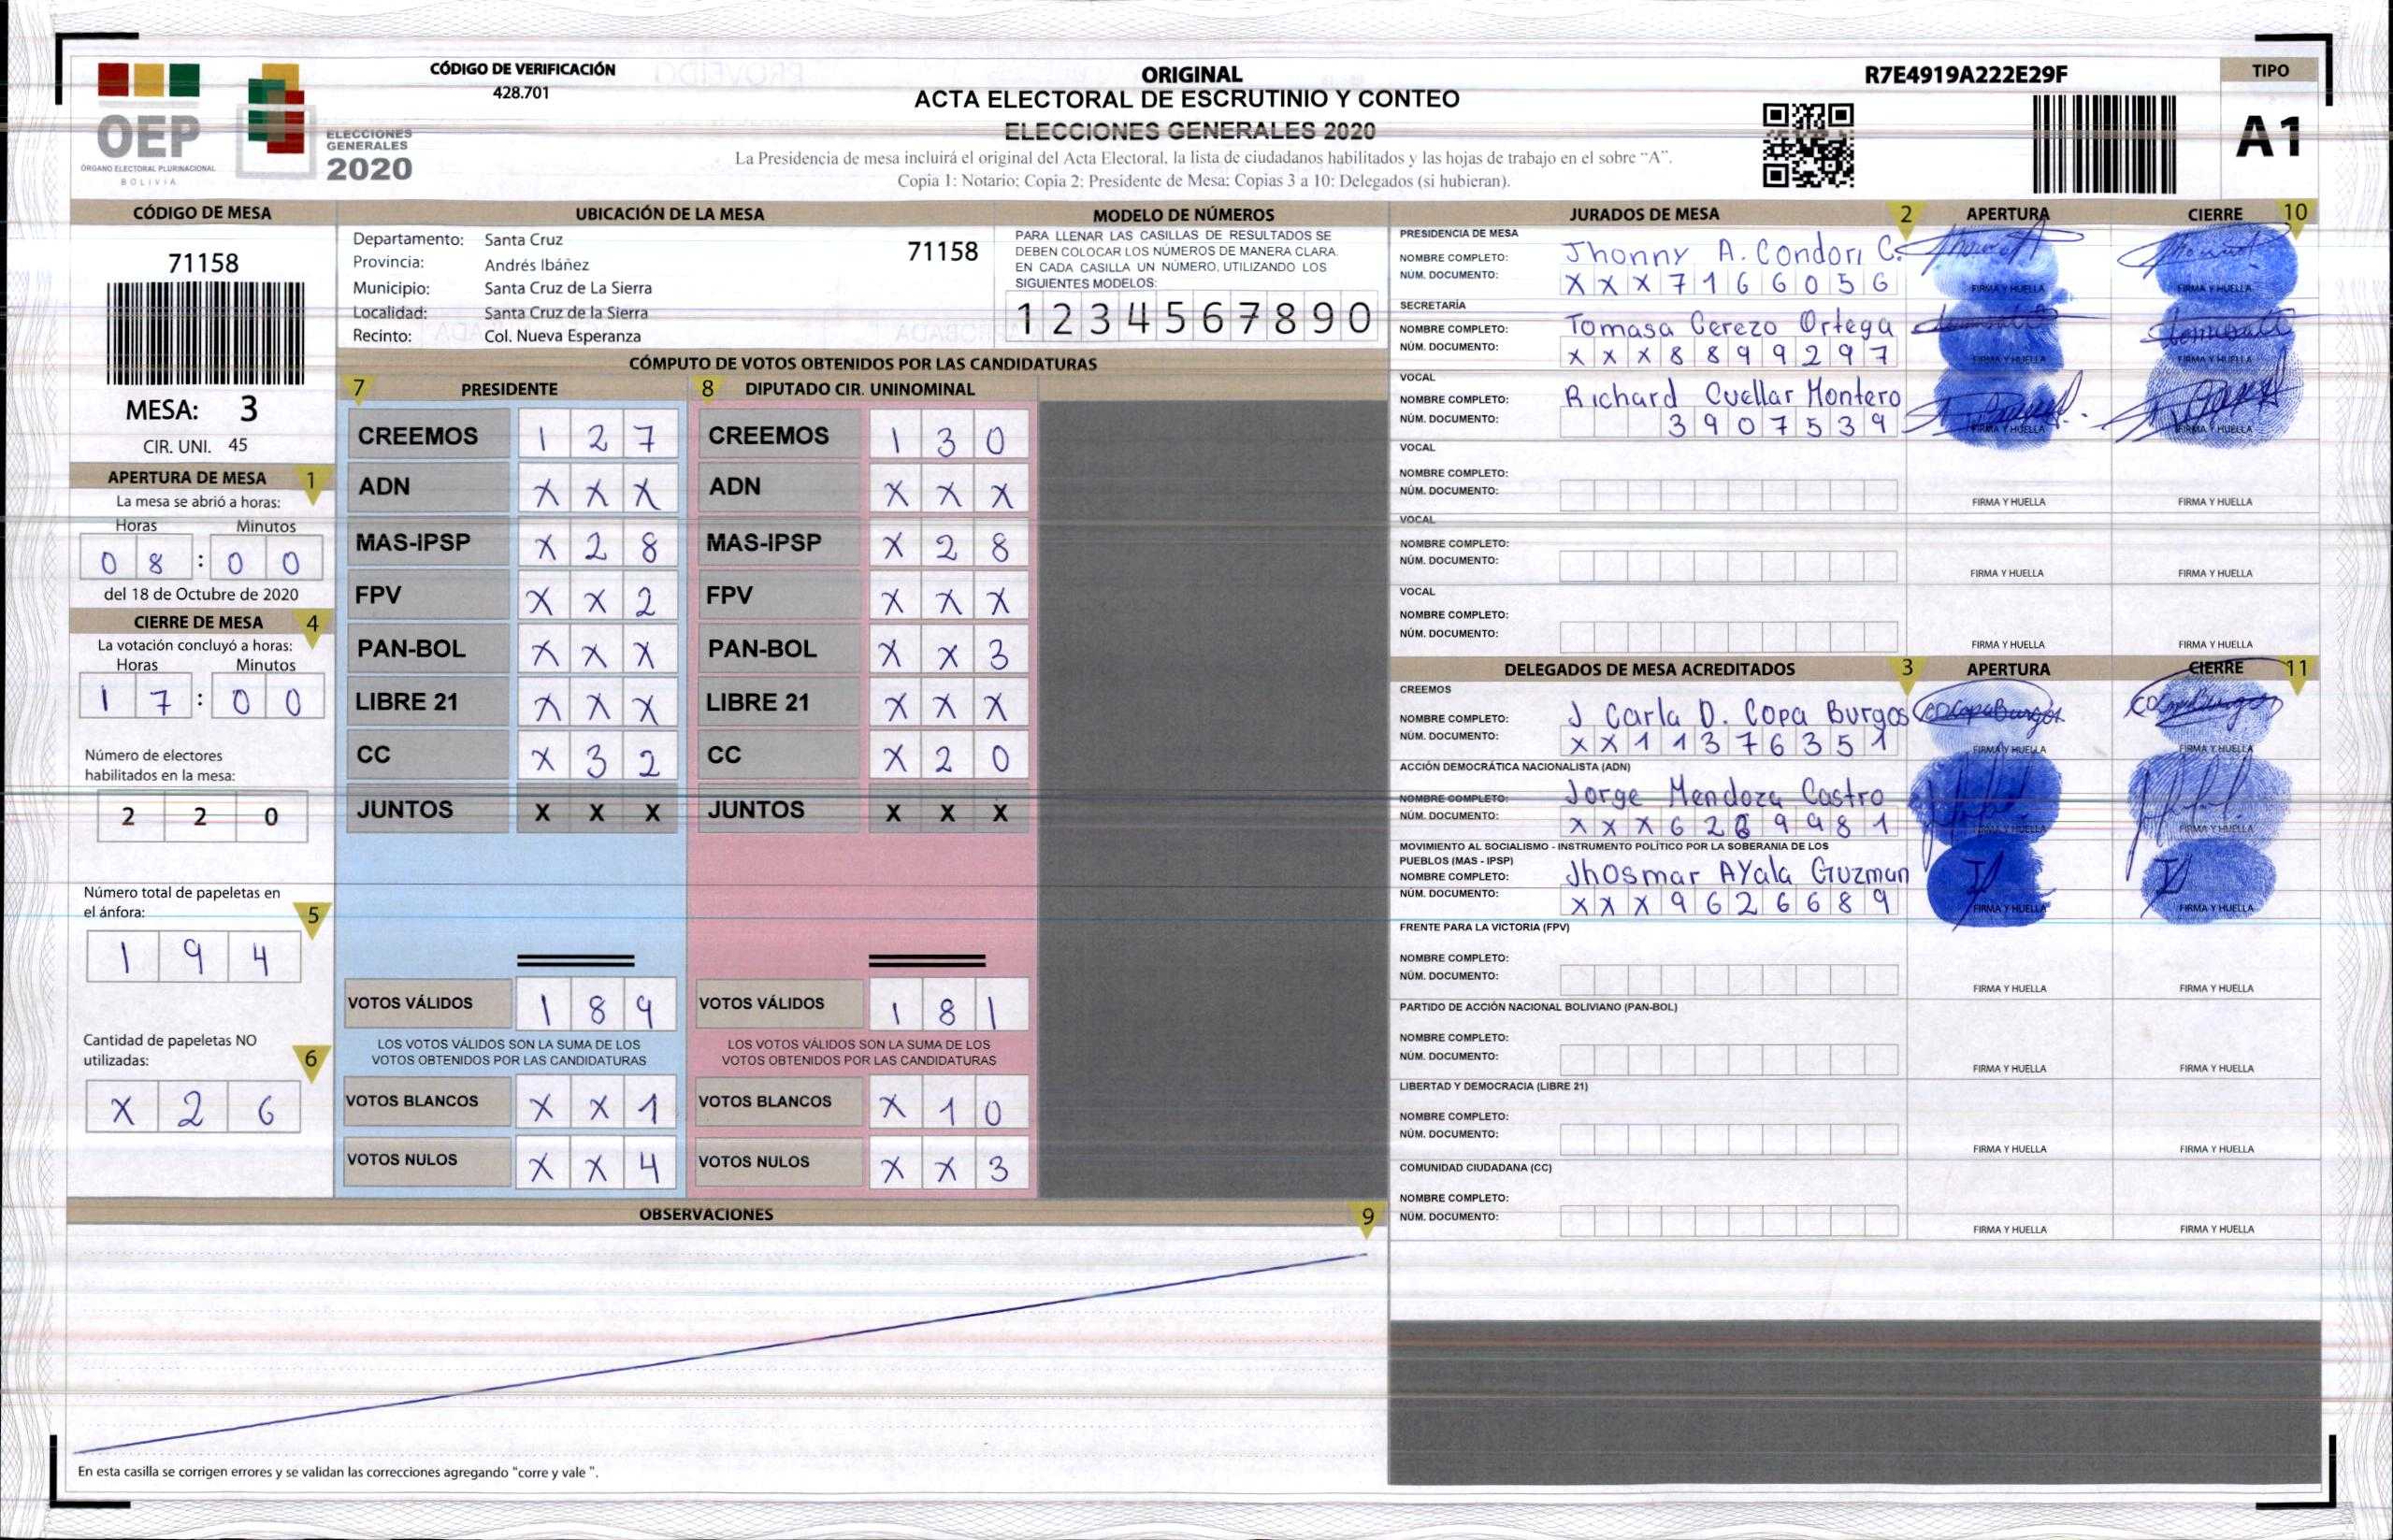 CÓDIGO DE VERIFICACIÓN
428.701
ORIGINAL
ACTA ELECTORAL DE ESCRUTINIO Y CONTEO
ELECCIONES GENERALES 2020
La Presidencia de mesa incluirá el original del Acta Electoral, la lista de ciudadanos habilitados y las hojas de trabajo en el sobre "A".
Copia 1: Notario; Copia 2: Presidente de Mesa; Copias 3 a 10: Delegados (si hubieran).
R7E4919A222E29F
TIPO
A1
OEP
ÓRGANO ELECTORAL PLURINACIONAL
BOLIVIA
ELECCIONES
GENERALES
2020
CÓDIGO DE MESA
71158
MESA: 3
CIR. UNI. 45
APERTURA DE MESA 1
La mesa se abrió a horas:
Horas Minutos
0 8 : 0 0
del 18 de Octubre de 2020
CIERRE DE MESA 4
La votación concluyó a horas:
Horas Minutos
1 7 : 0 0
Número de electores
habilitados en la mesa:
2 2 0
Número total de papeletas en
el ánfora: 5
1 9 4
Cantidad de papeletas NO
utilizadas: 6
X 2 6
UBICACIÓN DE LA MESA
Departamento: Santa Cruz
71158
Provincia: Andrés Ibáñez
Municipio: Santa Cruz de La Sierra
Localidad: Santa Cruz de la Sierra
Recinto: Col. Nueva Esperanza
MODELO DE NÚMEROS
PARA LLENAR LAS CASILLAS DE RESULTADOS SE
DEBEN COLOCAR LOS NÚMEROS DE MANERA CLARA.
EN CADA CASILLA UN NÚMERO, UTILIZANDO LOS
SIGUIENTES MODELOS:
1 2 3 4 5 6 7 8 9 0
CÓMPUTO DE VOTOS OBTENIDOS POR LAS CANDIDATURAS
7 PRESIDENTE
CREEMOS 1 2 7
ADN X X X
MAS-IPSP X 2 8
FPV X X 2
PAN-BOL X X X
LIBRE 21 X X X
CC X 3 2
JUNTOS X X X
VOTOS VÁLIDOS 1 8 9
LOS VOTOS VÁLIDOS SON LA SUMA DE LOS
VOTOS OBTENIDOS POR LAS CANDIDATURAS
VOTOS BLANCOS X X 1
VOTOS NULOS X X 4
8 DIPUTADO CIR. UNINOMINAL
CREEMOS 1 3 0
ADN X X X
MAS-IPSP X 2 8
FPV X X X
PAN-BOL X X 3
LIBRE 21 X X X
CC X 2 0
JUNTOS X X X
VOTOS VÁLIDOS 1 8 1
LOS VOTOS VÁLIDOS SON LA SUMA DE LOS
VOTOS OBTENIDOS POR LAS CANDIDATURAS
VOTOS BLANCOS X 1 0
VOTOS NULOS X X 3
OBSERVACIONES 9
En esta casilla se corrigen errores y se validan las correcciones agregando "corre y vale ".
JURADOS DE MESA 2 APERTURA CIERRE 10
PRESIDENCIA DE MESA
NOMBRE COMPLETO: Jhonny A. Condori C.
NÚM. DOCUMENTO: X X X 7 1 6 6 0 5 6
FIRMA Y HUELLA FIRMA Y HUELLA
SECRETARÍA
NOMBRE COMPLETO: Tomasa Cerezo Ortega
NÚM. DOCUMENTO: X X X 8 8 9 9 2 9 7
FIRMA Y HUELLA FIRMA Y HUELLA
VOCAL
NOMBRE COMPLETO: Richard Cuellar Montero
NÚM. DOCUMENTO: 3 9 0 7 5 3 9
FIRMA Y HUELLA FIRMA Y HUELLA
VOCAL
NOMBRE COMPLETO:
NÚM. DOCUMENTO:
FIRMA Y HUELLA FIRMA Y HUELLA
VOCAL
NOMBRE COMPLETO:
NÚM. DOCUMENTO:
FIRMA Y HUELLA FIRMA Y HUELLA
VOCAL
NOMBRE COMPLETO:
NÚM. DOCUMENTO:
FIRMA Y HUELLA FIRMA Y HUELLA
DELEGADOS DE MESA ACREDITADOS 3 APERTURA CIERRE 11
CREEMOS
NOMBRE COMPLETO: J Carla D. Copa Burgos
NÚM. DOCUMENTO: X X 1 1 3 7 6 3 5 1
FIRMA Y HUELLA FIRMA Y HUELLA
ACCIÓN DEMOCRÁTICA NACIONALISTA (ADN)
NOMBRE COMPLETO: Jorge Mendoza Castro
NÚM. DOCUMENTO: X X X 6 2 8 9 9 8 1
FIRMA Y HUELLA FIRMA Y HUELLA
MOVIMIENTO AL SOCIALISMO - INSTRUMENTO POLÍTICO POR LA SOBERANIA DE LOS
PUEBLOS (MAS - IPSP)
NOMBRE COMPLETO: Jhosmar AYala Guzman
NÚM. DOCUMENTO: X X X 9 6 2 6 6 8 9
FIRMA Y HUELLA FIRMA Y HUELLA
FRENTE PARA LA VICTORIA (FPV)
NOMBRE COMPLETO:
NÚM. DOCUMENTO:
FIRMA Y HUELLA FIRMA Y HUELLA
PARTIDO DE ACCIÓN NACIONAL BOLIVIANO (PAN-BOL)
NOMBRE COMPLETO:
NÚM. DOCUMENTO:
FIRMA Y HUELLA FIRMA Y HUELLA
LIBERTAD Y DEMOCRACIA (LIBRE 21)
NOMBRE COMPLETO:
NÚM. DOCUMENTO:
FIRMA Y HUELLA FIRMA Y HUELLA
COMUNIDAD CIUDADANA (CC)
NOMBRE COMPLETO:
NÚM. DOCUMENTO:
FIRMA Y HUELLA FIRMA Y HUELLA